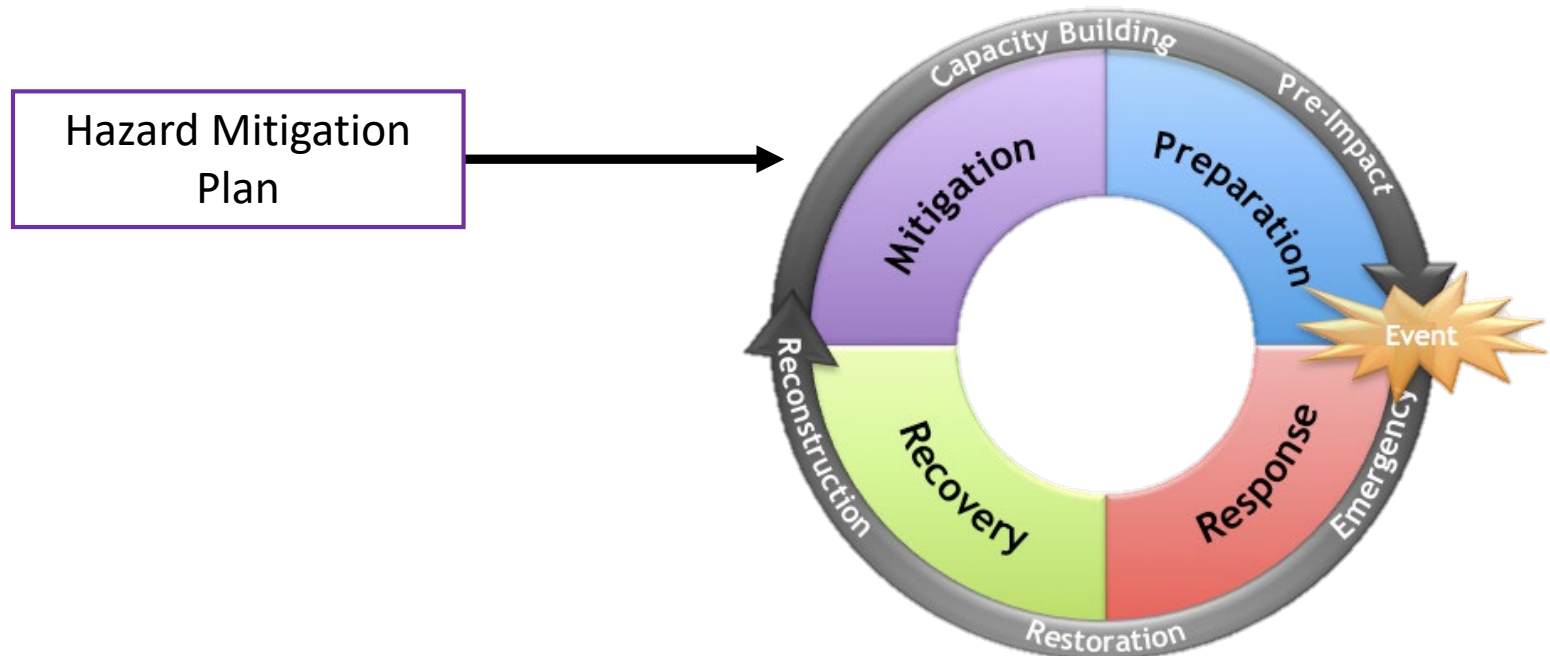 Hazard Mitigation
Plan
Capacity Building
Pre-Impact
Mitigation
Preparation
Event
Reconstruction
Recovery
Response
Emergency
Restoration